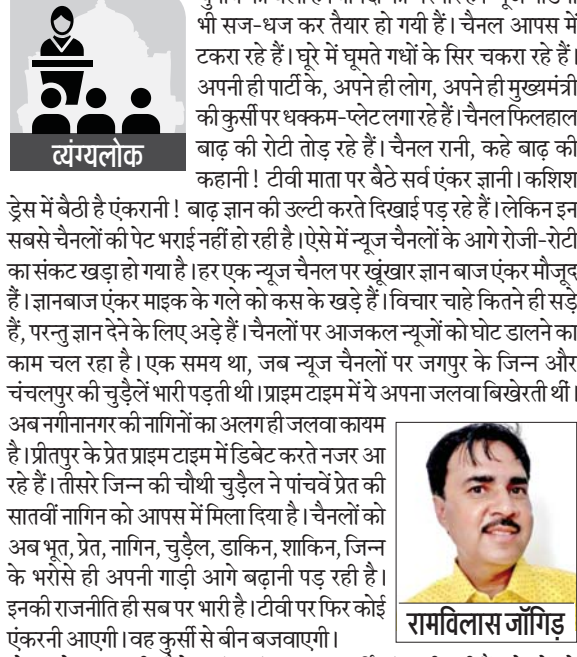 भी सज-धज कर तैयार हो गयी हैं। चैनल आपस में
टकरा रहे हैं। घूरे में घूमते गधों के सिर चकरा रहे हैं।
अपनी ही पार्टी के, अपने ही लोग, अपने ही मुख्यमंत्री
की कुर्सी पर धक्कम-प्लेट लगा रहे हैं। चैनल फिलहाल
बाढ़ की रोटी तोड़ रहे हैं। चैनल रानी, कहे बाढ़ की
कहानी ! टीवी माता पर बैठे सर्व एंकर ज्ञानी। कशिश
व्यंग्यलोक
ड्रेस में बैठी है एंकरानी ! बाढ़ ज्ञान की उल्टी करते दिखाई पड़ रहे हैं। लेकिन इन
सबसे चैनलों की पेट भराई नहीं हो रही है। ऐसे में न्यूज चैनलों के आगे रोजी-रोटी
का संकट खड़ा हो गया है। हर एक न्यूज चैनल पर खूंखार ज्ञान बाज एंकर मौजूद
हैं। ज्ञानबाज एंकर माइक के गले को कस के खड़े हैं। विचार चाहे कितने ही सड़े
हैं, परन्तु ज्ञान देने के लिए अड़े हैं। चैनलों पर आजकल न्यूजों को घोट डालने का
काम चल रहा है। एक समय था, जब न्यूज चैनलों पर जगपुर के जिन्न और
चंचलपुर की चुड़ैलें भारी पड़ती थी। प्राइम टाइम में ये अपना जलवा बिखेरती थीं।
अब नगीनानगर की नागिनों का अलग ही जलवा कायम
है। प्रीतपुर के प्रेत प्राइम टाइम में डिबेट करते नजर आ
रहे हैं। तीसरे जिन्न की चौथी चुड़ैल ने पांचवें प्रेत की
सातवीं नागिन को आपस में मिला दिया है। चैनलों को
अब भूत, प्रेत, नागिन, चुड़ैल, डाकिन, शाकिन, जिन्न
के भरोसे ही अपनी गाड़ी आगे बढ़ानी पड़ रही है।
इनकी राजनीति ही सब पर भारी है। टीवी पर फिर कोई
एंकरनी आएगी। वह कुर्सी से बीन बजवाएगी।
रामविलास जॉगिड़